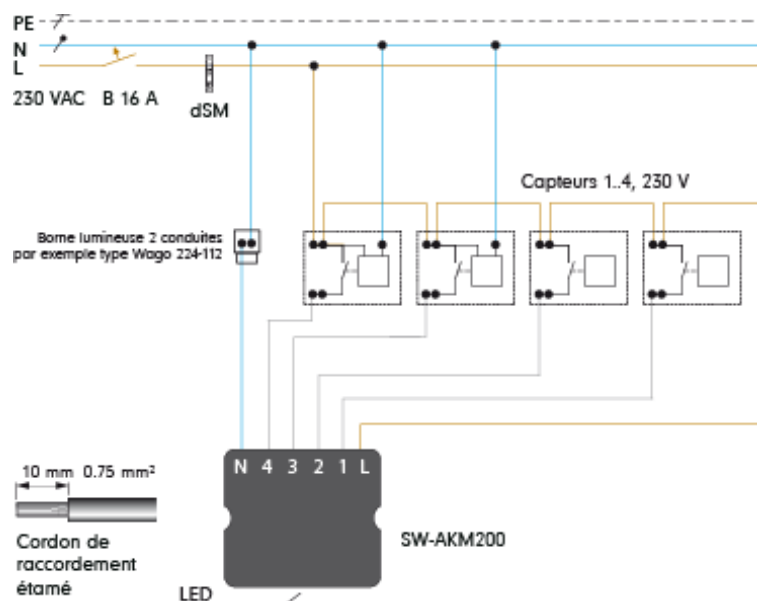 PE
N
L
230 VAC B 16 A
dSM
Capteurs 1..4, 230 V
Borne lumineuse 2 conduites
par exemple type Wago 224-112
N 4 3 2 1 L
10 mm 0.75 mm²
SW-AKM200
Cordon de
raccordement
étamé
LED